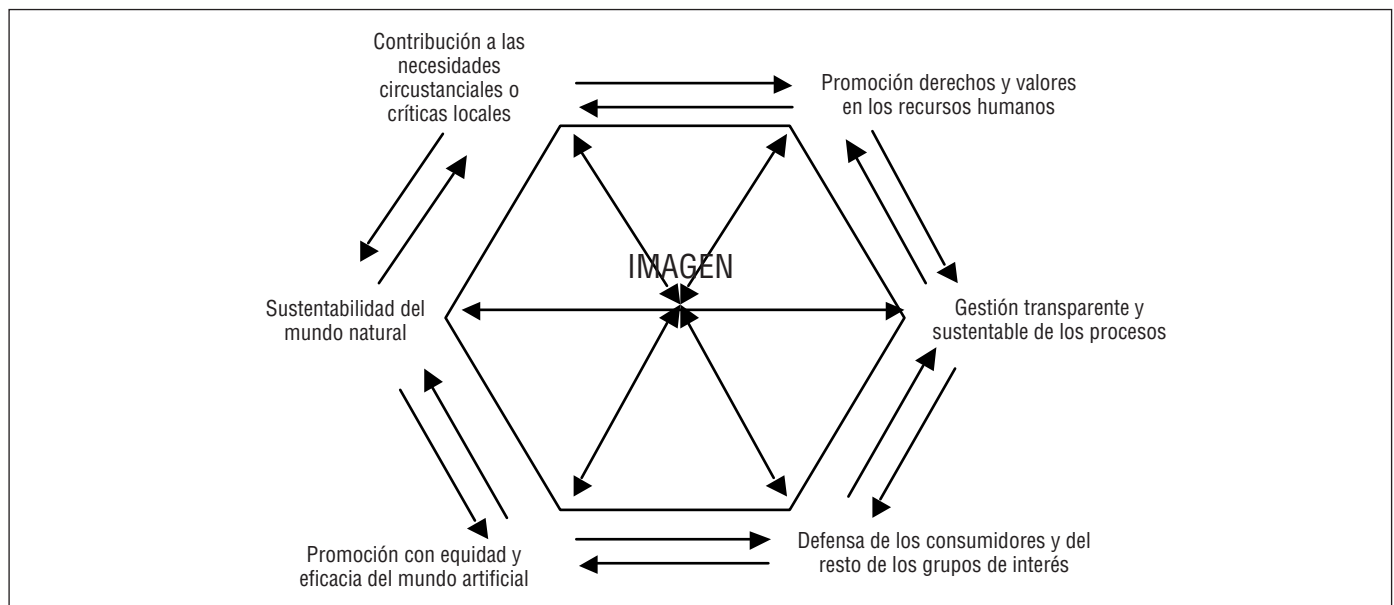 Contribución a las
necesidades
circustanciales o
críticas locales
Promoción derechos y valores
en los recursos humanos
IMAGEN
Sustentabilidad del
mundo natural
Gestión transparente y
sustentable de los procesos
Promoción con equidad y
eficacia del mundo artificial
Defensa de los consumidores y del
resto de los grupos de interés